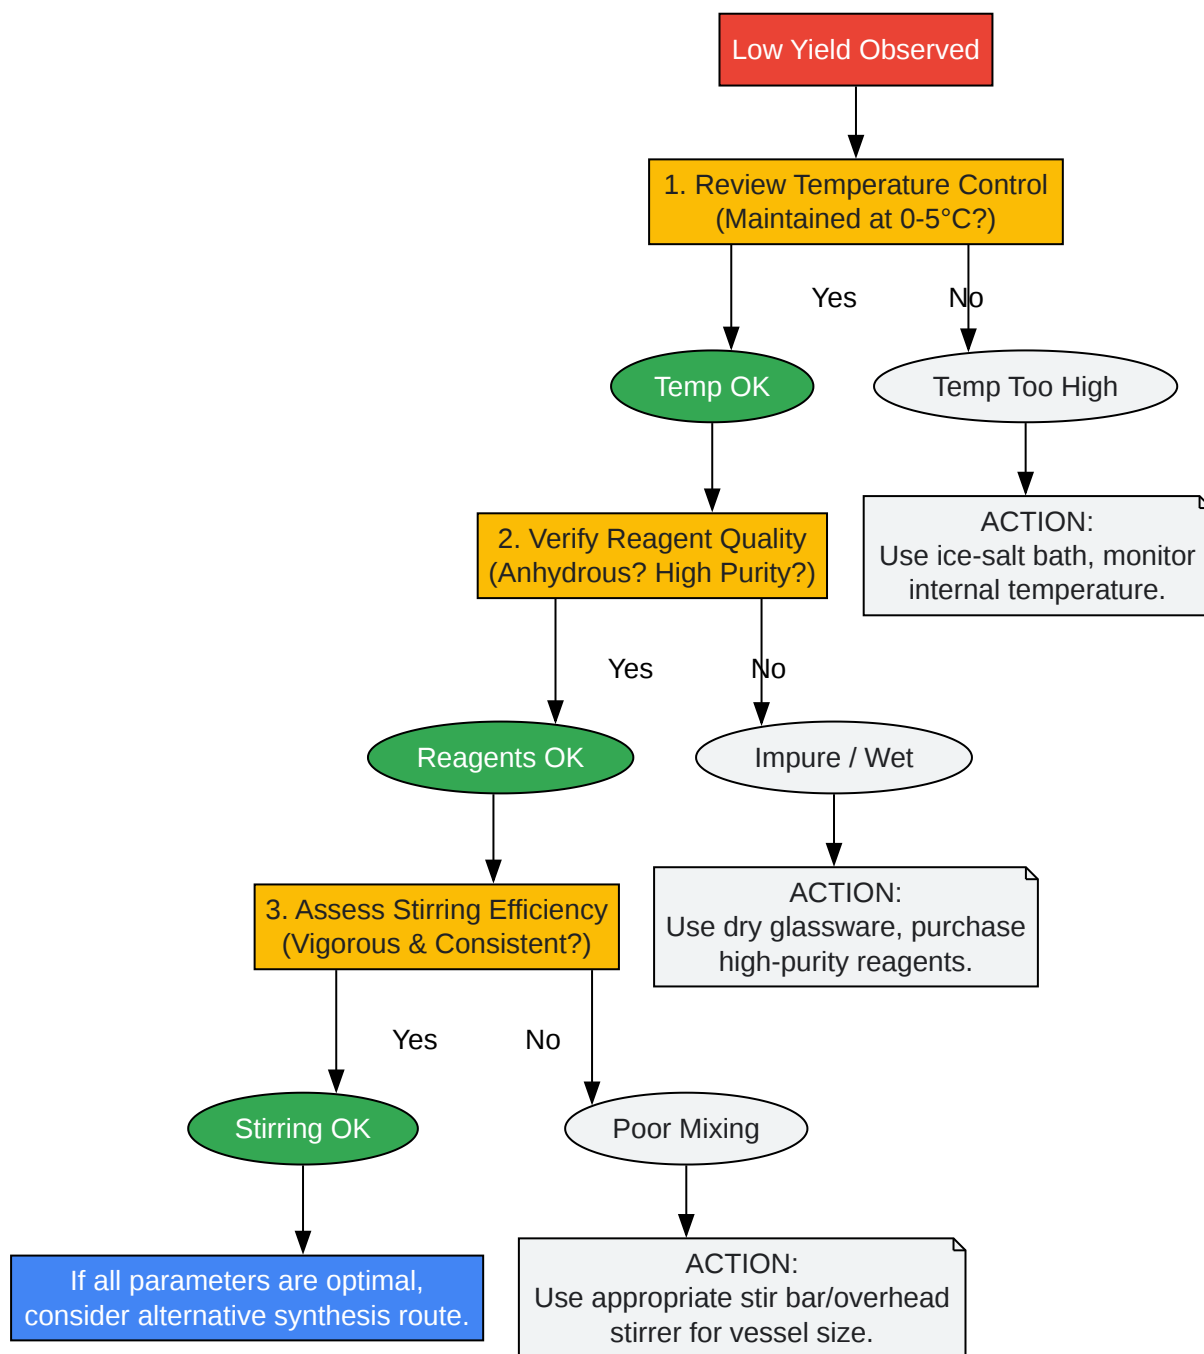 Low Yield Observed
1. Review Temperature Control
(Maintained at 0-5°C?)
Yes
No
Temp OK
Temp Too High
ACTION:
Use ice-salt bath, monitor
internal temperature.
2. Verify Reagent Quality
(Anhydrous? High Purity?)
Yes
No
Reagents OK
Impure / Wet
ACTION:
Use dry glassware, purchase
high-purity reagents.
3. Assess Stirring Efficiency
(Vigorous & Consistent?)
Yes
No
Stirring OK
Poor Mixing
If all parameters are optimal,
consider alternative synthesis route.
ACTION:
Use appropriate stir bar/overhead
stirrer for vessel size.